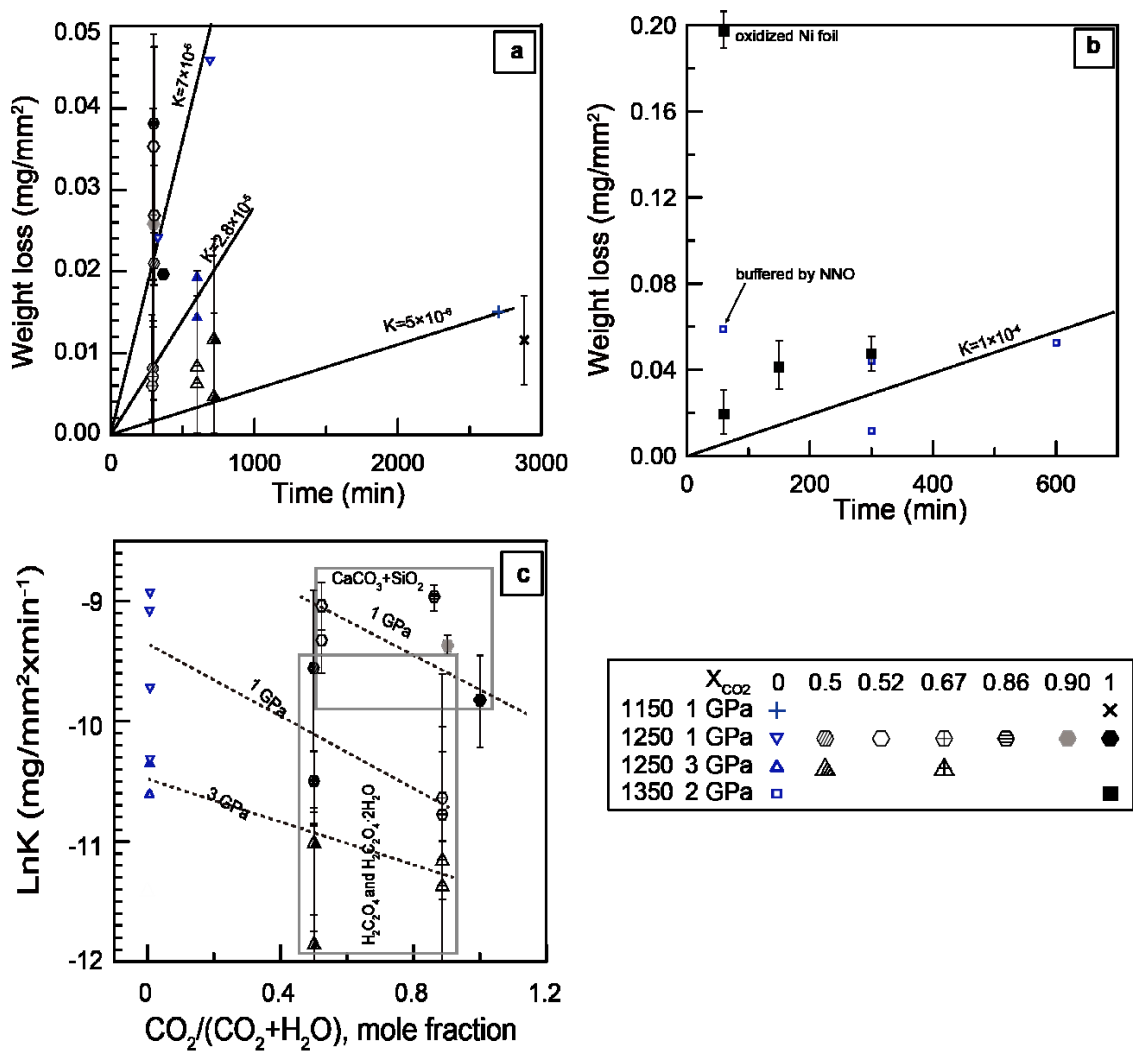 a
0.05
0.04
0.03
0.02
0.01
0.00
Weight loss (mg/mm²)
K=7×10⁻⁵
K=2.8×10⁻⁵
K=5×10⁻⁶
0 1000 2000 3000
Time (min)
b
0.20
0.16
0.12
0.08
0.04
0.00
Weight loss (mg/mm²)
oxidized Ni foil
buffered by NNO
K=1×10⁻⁴
0 200 400 600
Time (min)
c
-9
-10
-11
-12
LnK (mg/mm²xmin⁻¹)
CaCO₃+SiO₂
1 GPa
1 GPa
3 GPa
H₂C₂O₄ and H₂C₂O₄·2H₂O
0 0.4 0.8 1.2
CO₂/(CO₂+H₂O), mole fraction
X_CO2 0 0.5 0.52 0.67 0.86 0.90 1
1150 1 GPa
1250 1 GPa
1250 3 GPa
1350 2 GPa